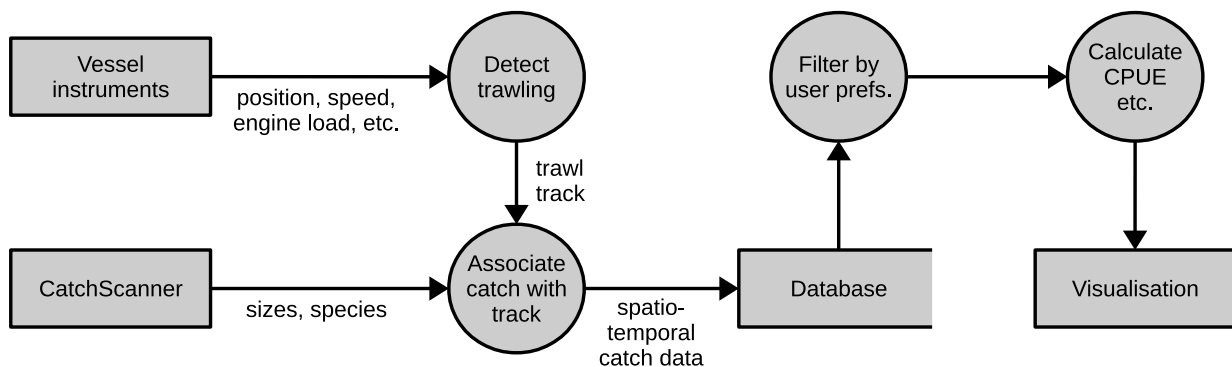 Vessel
instruments
position, speed,
engine load, etc.
Detect
trawling
trawl
track
CatchScanner
sizes, species
Associate
catch with
track
spatio-
temporal
catch data
Database
Filter by
user prefs.
Calculate
CPUE
etc.
Visualisation